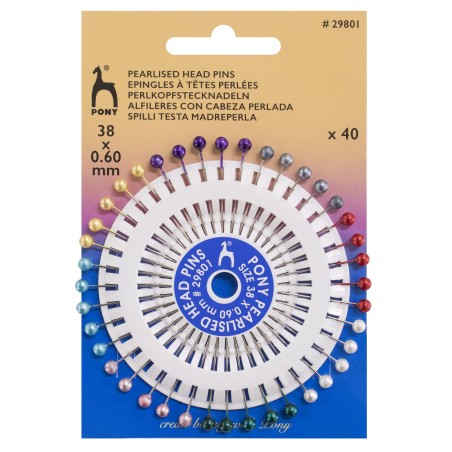 # 29801
PEARLISED HEAD PINS
EPINGLES À TÊTES PERLÉES
PERLKOPFSTECKNADELN
ALFILERES CON CABEZA PERLADA
SPILLI TESTA MADREPERLA
PONY
38
x
0.60
mm
x 40
PONY PEARLISED HEAD PINS
SIZE 38 X 0.60 mm # 29801
Pony